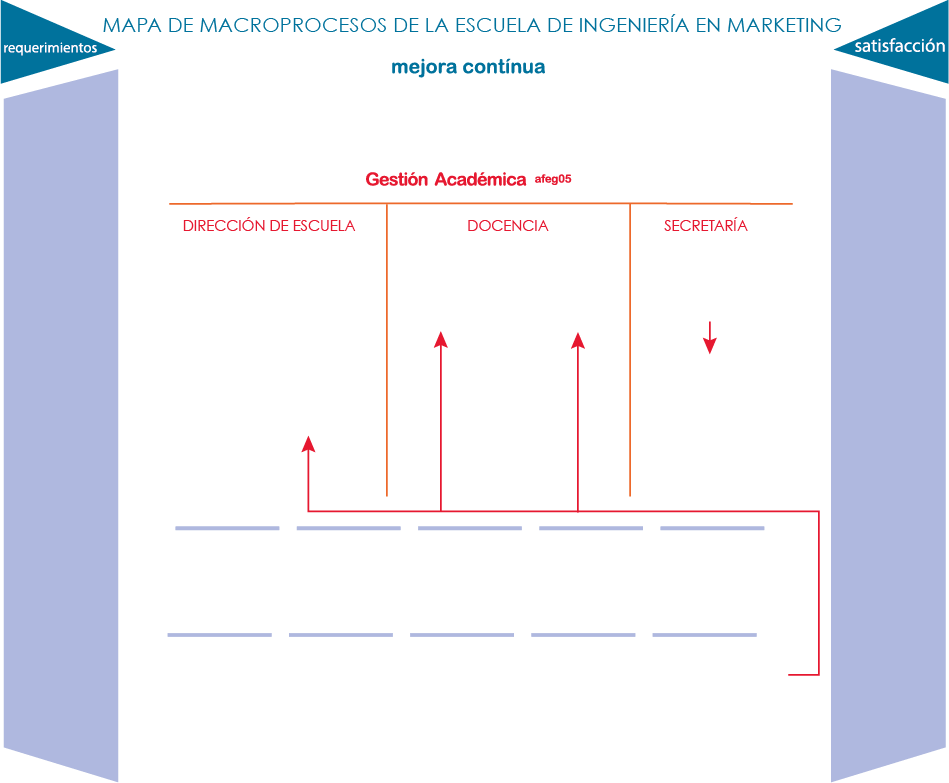 MAPA DE MACROPROCESOS DE LA ESCUELA DE INGENIERÍA EN MARKETING
requerimientos
satisfacción
mejora contínua
Gestión Académica afeg05
DIRECCIÓN DE ESCUELA
DOCENCIA
SECRETARÍA